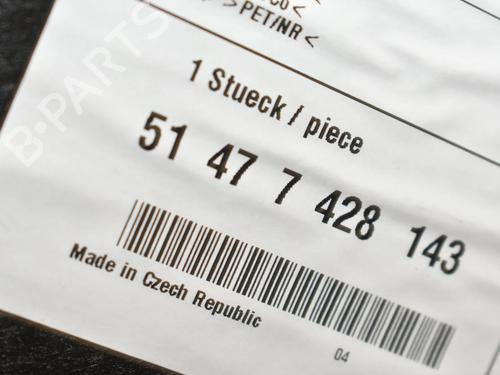 >PET/NR<
1 Stueck / piece
51 47 7 428 143
Made in Czech Republic
04
B-PARTS